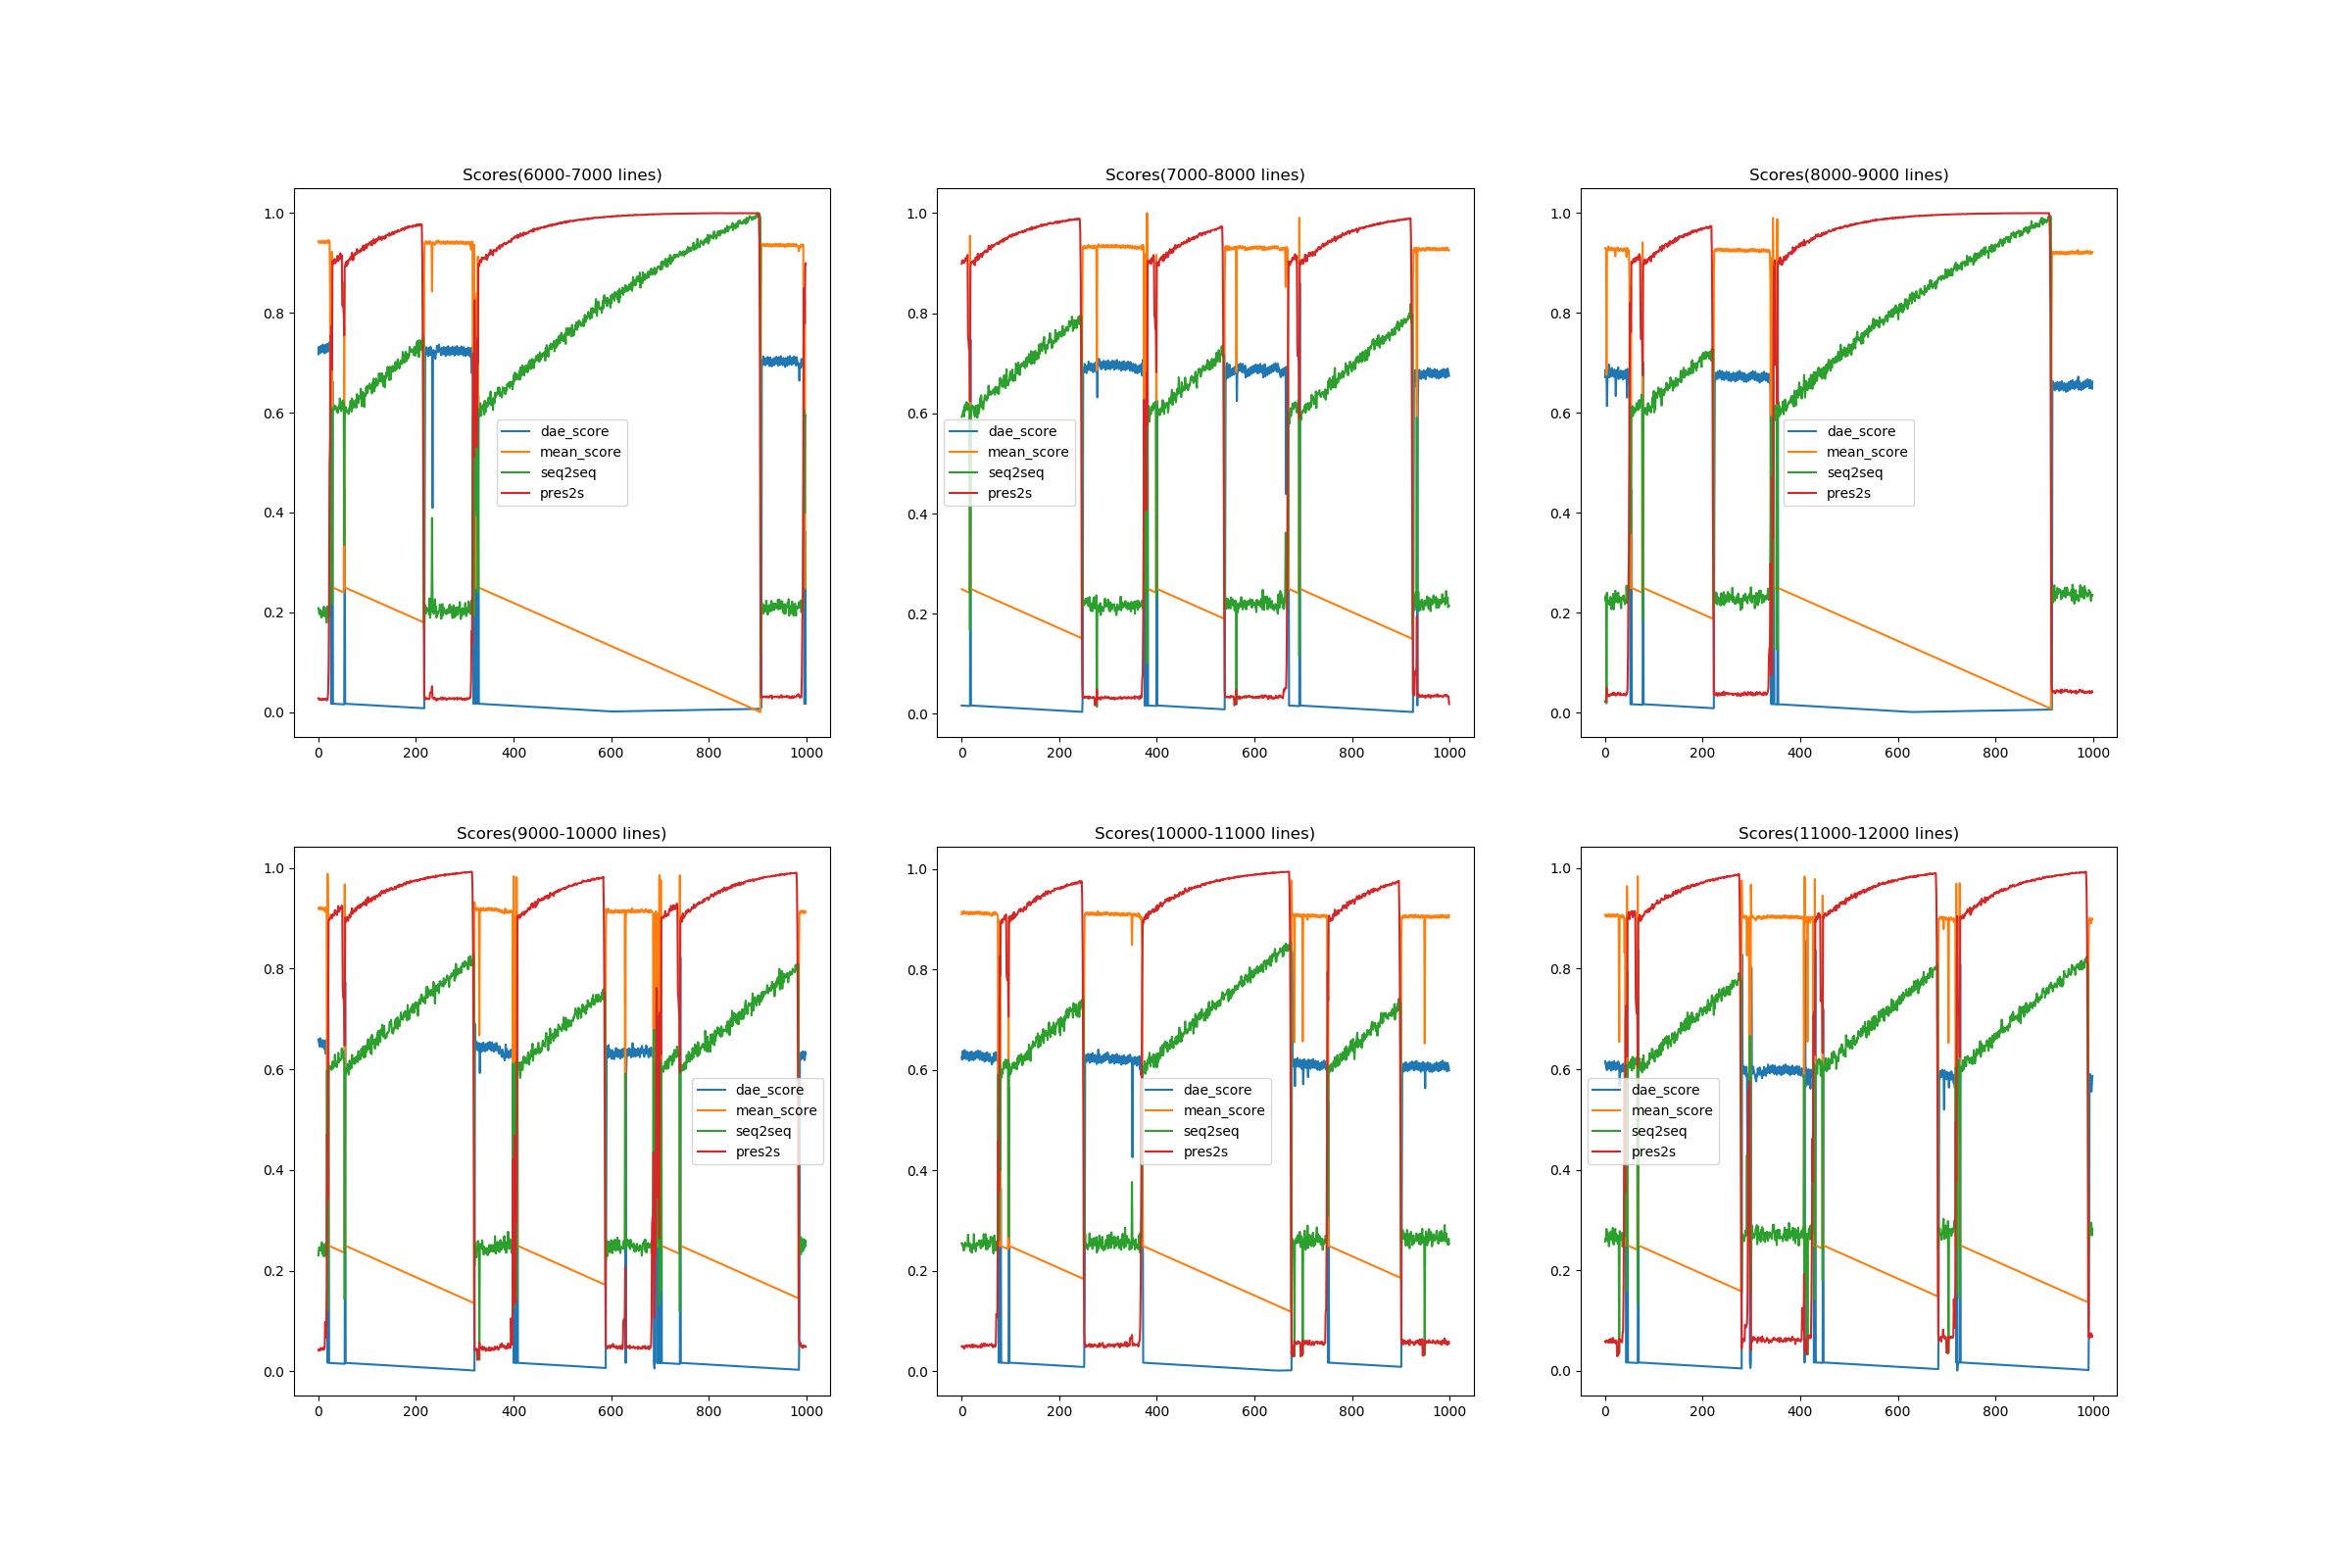 Scores(6000-7000 lines)
1.0
0.8
0.6
0.4
0.2
0.0
dae_score
mean_score
seq2seq
pres2s
0 200 400 600 800 1000
Scores(7000-8000 lines)
1.0
0.8
0.6
0.4
0.2
0.0
dae_score
mean_score
seq2seq
pres2s
0 200 400 600 800 1000
Scores(8000-9000 lines)
1.0
0.8
0.6
0.4
0.2
0.0
dae_score
mean_score
seq2seq
pres2s
0 200 400 600 800 1000
Scores(9000-10000 lines)
1.0
0.8
0.6
0.4
0.2
0.0
dae_score
mean_score
seq2seq
pres2s
0 200 400 600 800 1000
Scores(10000-11000 lines)
1.0
0.8
0.6
0.4
0.2
0.0
dae_score
mean_score
seq2seq
pres2s
0 200 400 600 800 1000
Scores(11000-12000 lines)
1.0
0.8
0.6
0.4
0.2
0.0
dae_score
mean_score
seq2seq
pres2s
0 200 400 600 800 1000